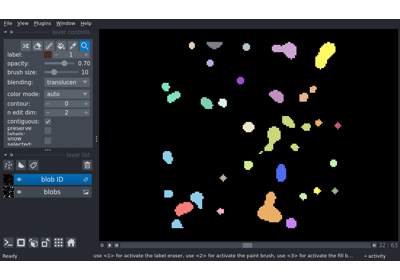 File View Plugins Window Help
layer controls
label: 1
opacity: 0.70
brush size: 10
blending: translucen
color mode: auto
contour: 0
n edit dim: 2
contiguous:
preserve labels:
show selected:
layer list
blob ID
blobs
0 32 63
Ready use <1> for activate the label eraser, use <2> for activate the paint brush, use <3> for activate the fill b... activity